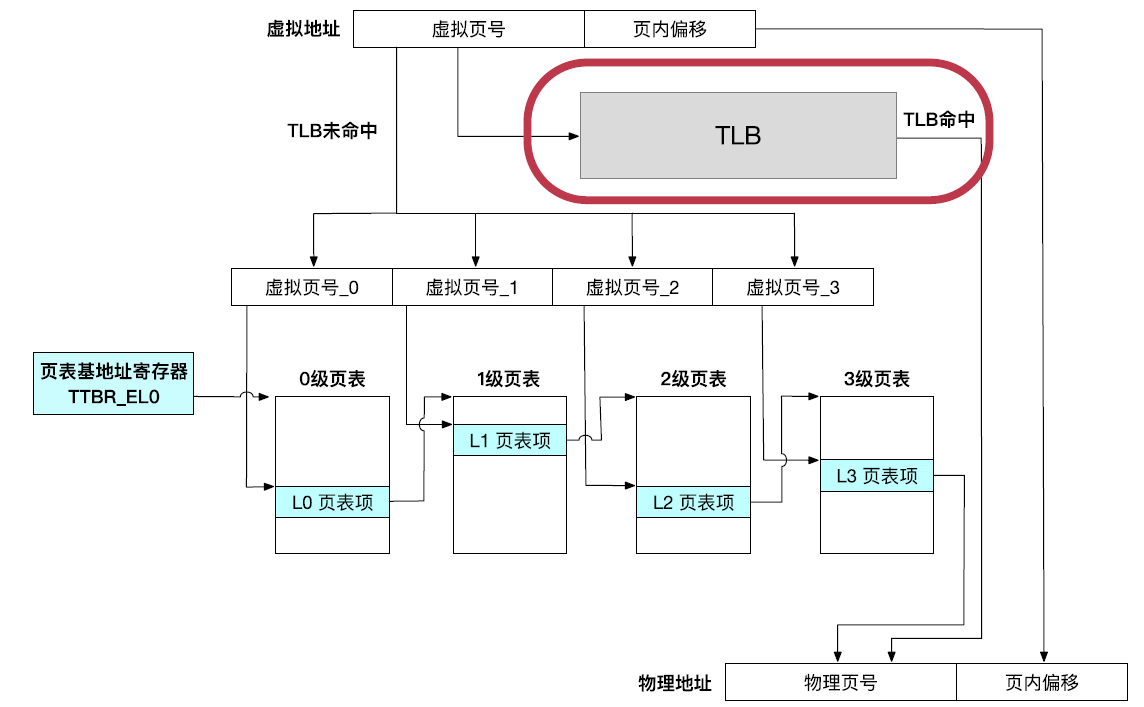 虚拟地址
虚拟页号
页内偏移
TLB未命中
TLB
TLB命中
虚拟页号_0
虚拟页号_1
虚拟页号_2
虚拟页号_3
页表基地址寄存器
TTBR_EL0
0级页表
1级页表
2级页表
3级页表
L0 页表项
L1 页表项
L2 页表项
L3 页表项
物理地址
物理页号
页内偏移